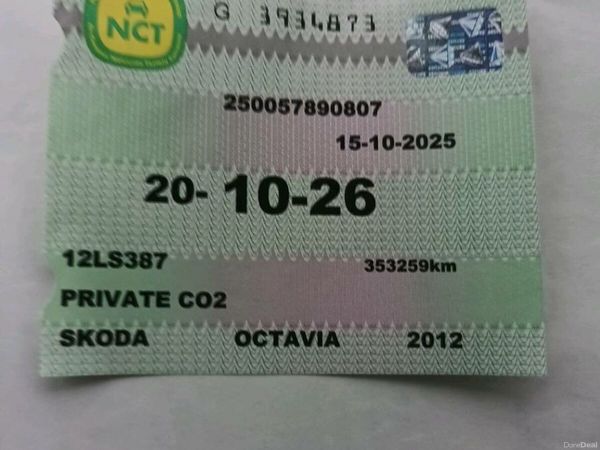 NCT
G 3934873
250057890807
15-10-2025
20-10-26
12LS387 353259km
PRIVATE CO2
SKODA OCTAVIA 2012
DoneDeal